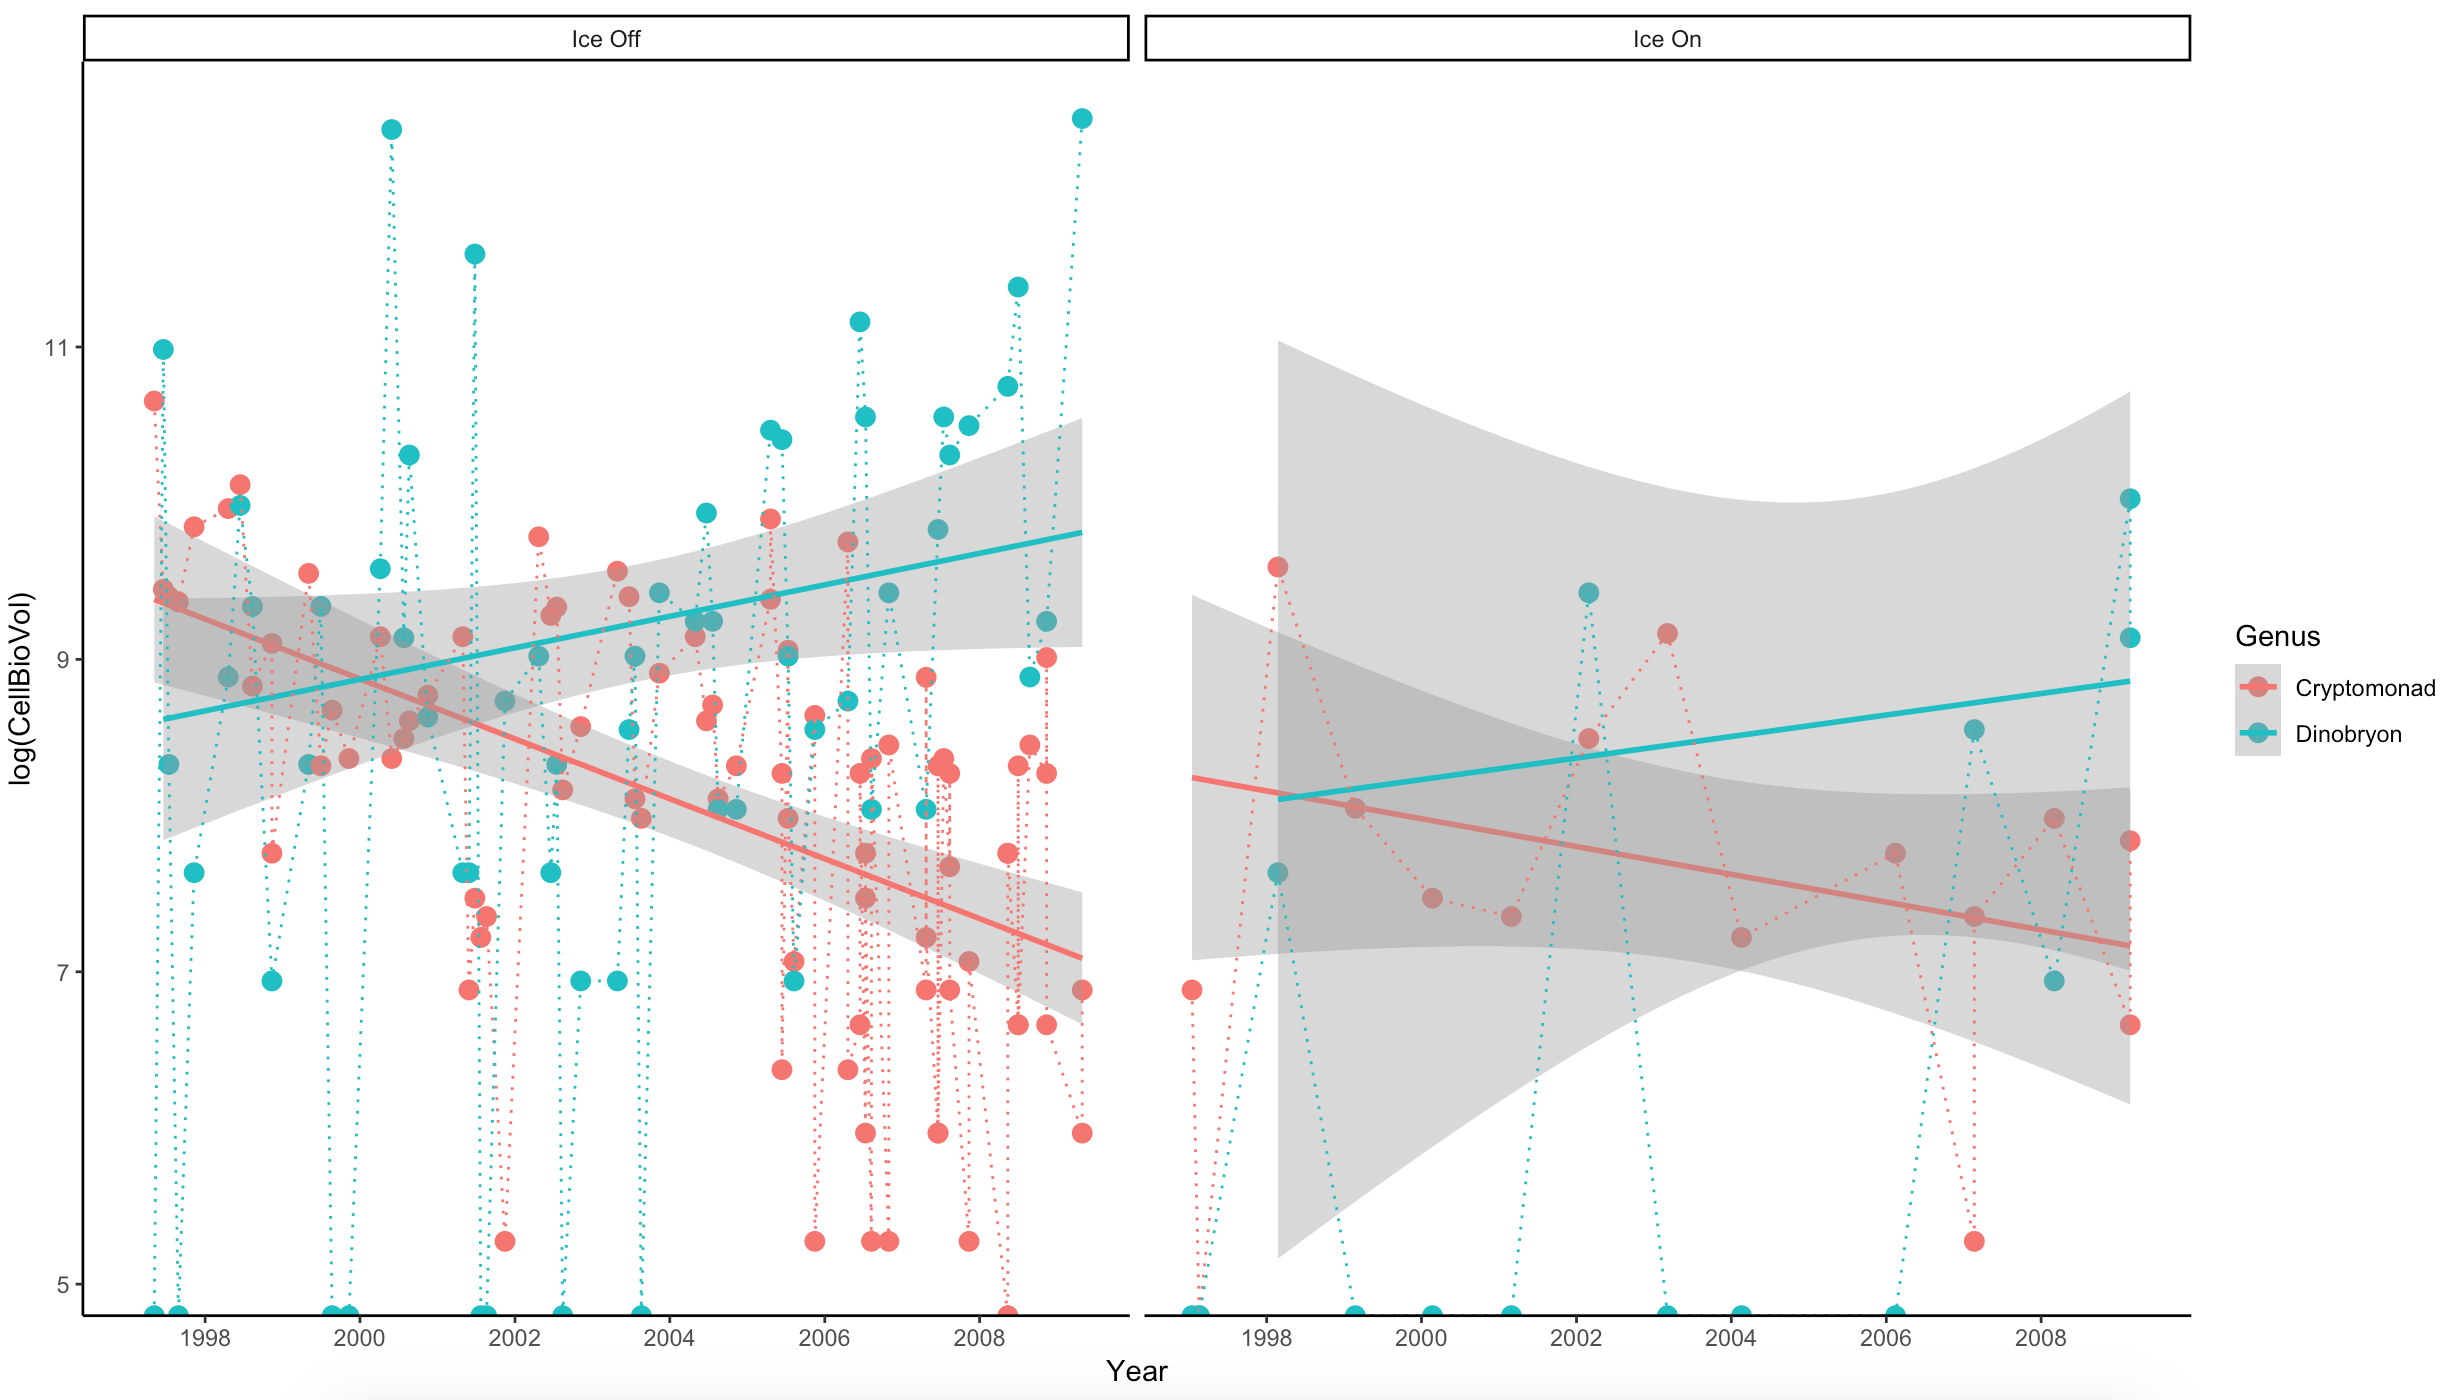 Ice Off
Ice On
11
9
7
5
log(CellBioVol)
1998 2000 2002 2004 2006 2008
1998 2000 2002 2004 2006 2008
Year
Genus
Cryptomonad
Dinobryon